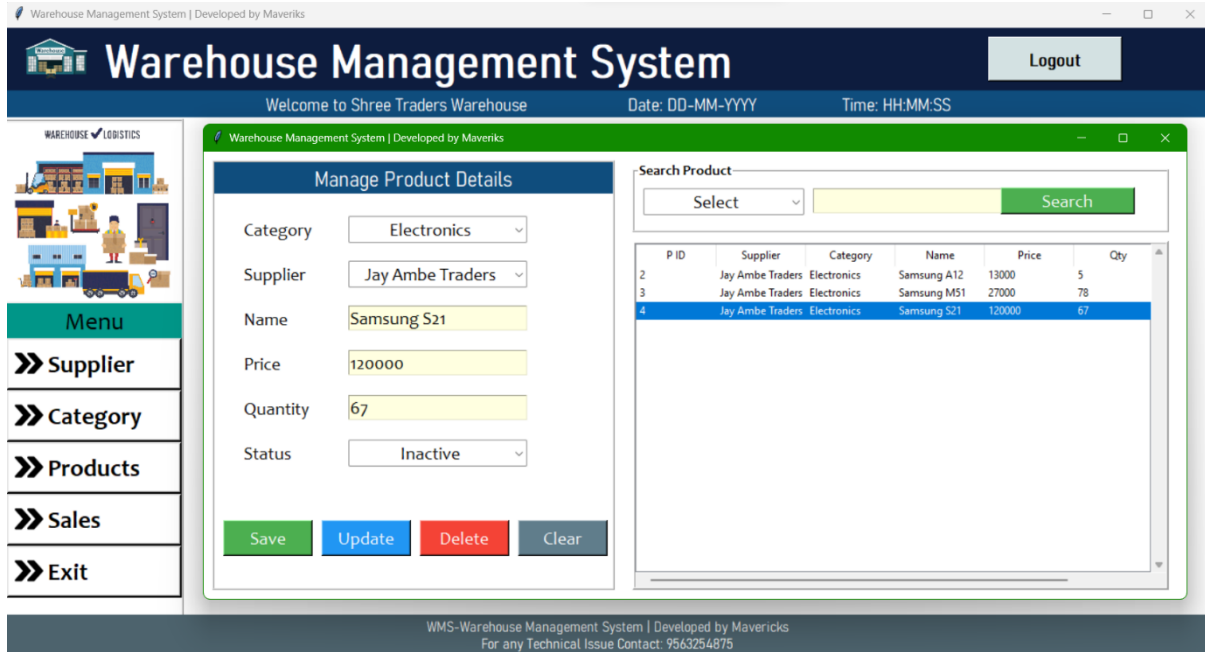 Warehouse Management System | Developed by Maveriks
Warehouse
Warehouse Management System
Logout
Welcome to Shree Traders Warehouse Date: DD-MM-YYYY Time: HH:MM:SS
WAREHOUSE LOGISTICS
Menu
Supplier
Category
Products
Sales
Exit
Warehouse Management System | Developed by Maveriks
Manage Product Details
Category Electronics
Supplier Jay Ambe Traders
Name Samsung S21
Price 120000
Quantity 67
Status Inactive
Save Update Delete Clear
Search Product
Select Search
P ID Supplier Category Name Price Qty
2 Jay Ambe Traders Electronics Samsung A12 13000 5
3 Jay Ambe Traders Electronics Samsung M51 27000 78
4 Jay Ambe Traders Electronics Samsung S21 120000 67
WMS-Warehouse Management System | Developed by Mavericks
For any Technical Issue Contact: 9563254875